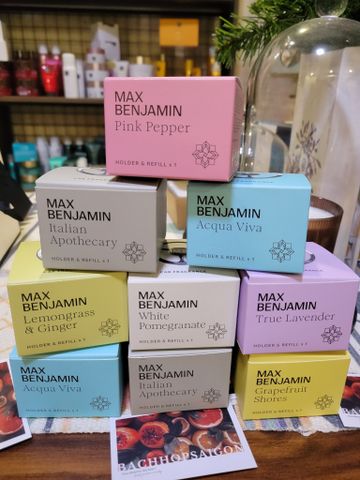 MAX
BENJAMIN
Pink Pepper
HOLDER & REFILL x 1
MAX
BENJAMIN
Italian
Apothecary
HOLDER & REFILL x 1
MAX
BENJAMIN
Acqua Viva
HOLDER & REFILL x 1
MAX
BENJAMIN
Lemongrass
& Ginger
HOLDER & REFILL x 1
MAX
BENJAMIN
White
Pomegranate
HOLDER & REFILL x 1
MAX
BENJAMIN
True Lavender
HOLDER & REFILL x 1
MAX
BENJAMIN
Acqua Viva
HOLDER & REFILL x 1
MAX
BENJAMIN
Italian
Apothecary
MAX
BENJAMIN
Grapefruit
Shores
BACHHOPSAIGON